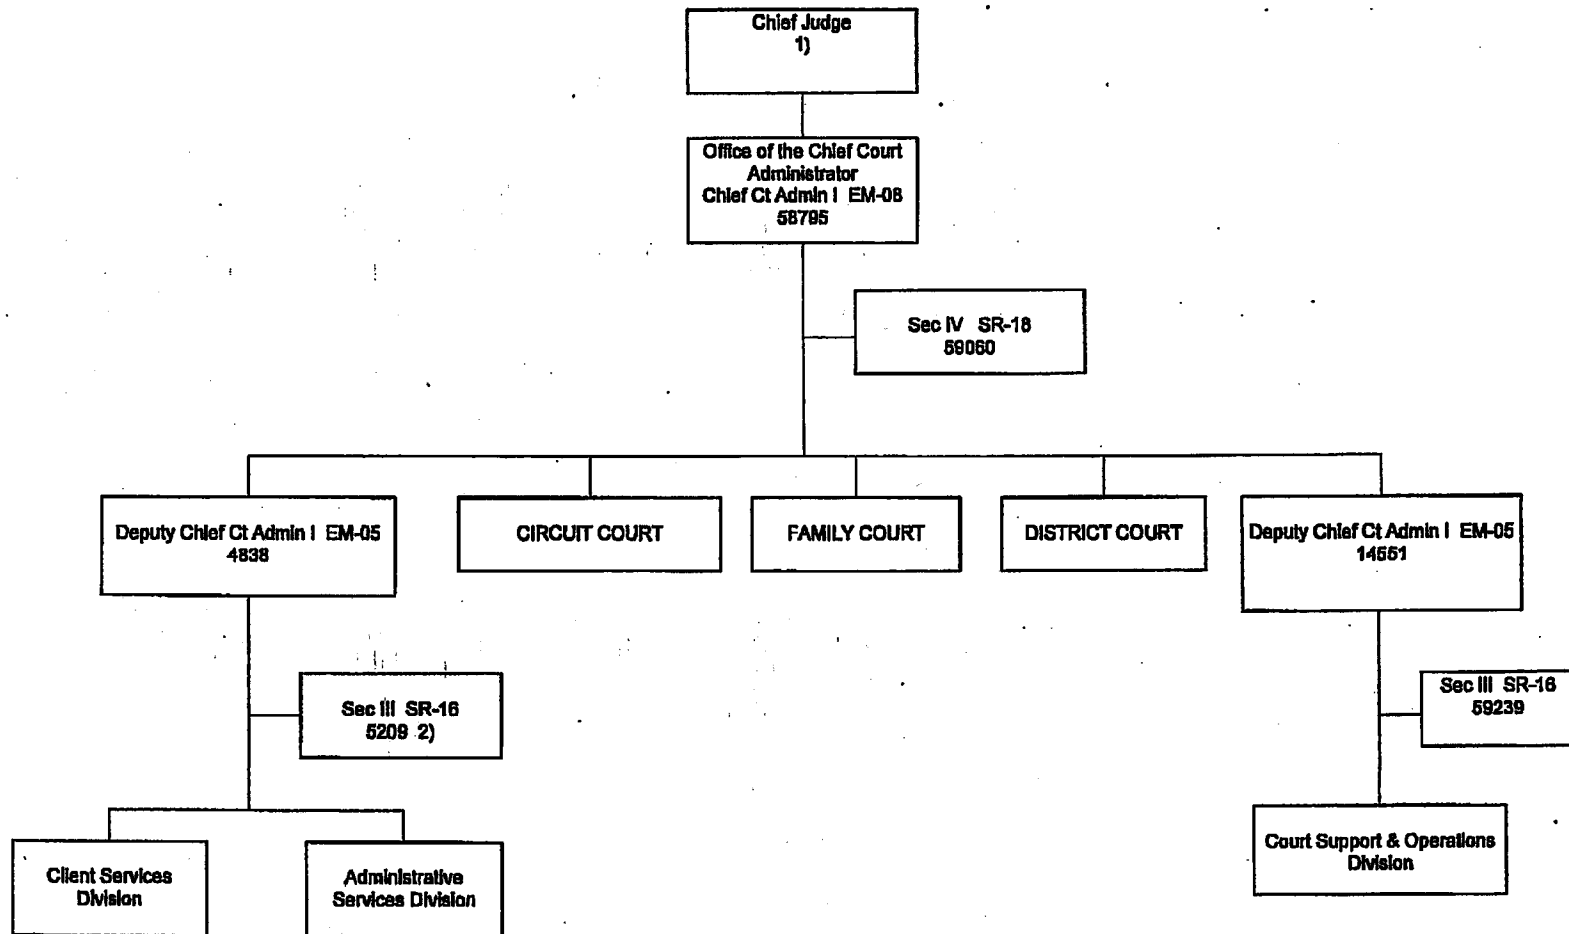 Chief Judge
1)
Office of the Chief Court
Administrator
Chief Ct Admin I EM-08
58795
Sec IV SR-18
59060
Deputy Chief Ct Admin I EM-05
4838
CIRCUIT COURT
FAMILY COURT
DISTRICT COURT
Deputy Chief Ct Admin I EM-05
14551
Sec III SR-16
5209 2)
Sec III SR-16
59239
Client Services
Division
Administrative
Services Division
Court Support & Operations
Division